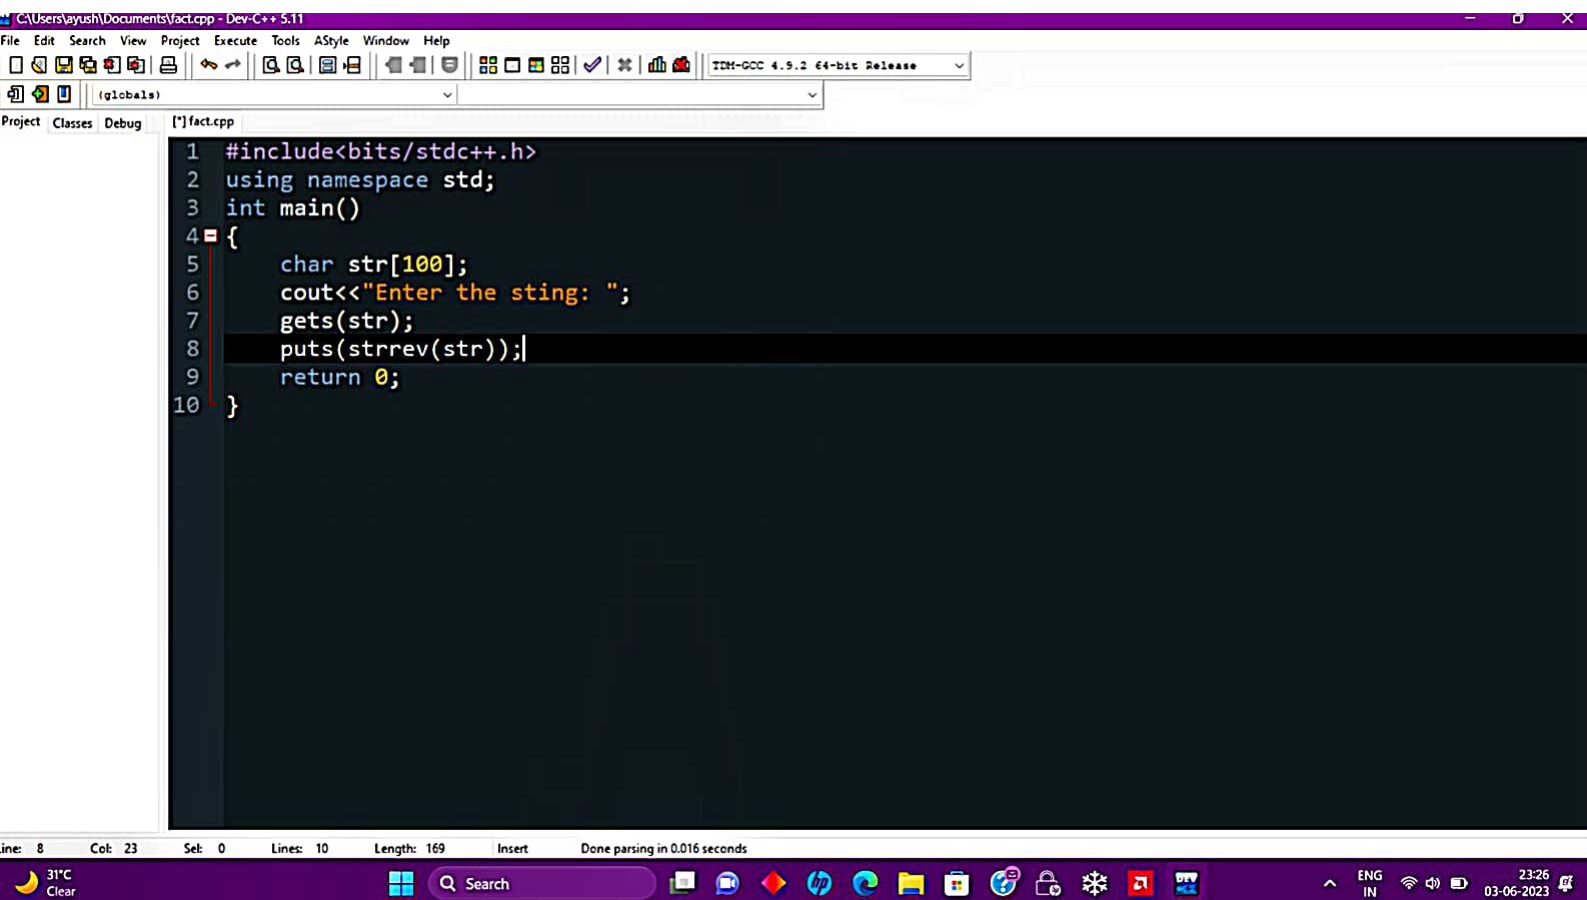 C:\Users\ayush\Documents\fact.cpp - Dev-C++ 5.11
File Edit Search View Project Execute Tools AStyle Window Help
TDM-GCC 4.9.2 64-bit Release
(globals)
Project Classes Debug
[*] fact.cpp
1 #include<bits/stdc++.h>
2 using namespace std;
3 int main()
4 {
5 char str[100];
6 cout<<"Enter the sting: ";
7 gets(str);
8 puts(strrev(str));
9 return 0;
10 }
ine: 8 Col: 23 Sel: 0 Lines: 10 Length: 169 Insert Done parsing in 0.016 seconds
31°C
Clear
Search
DEV
ENG
IN
23:26
03-06-2023